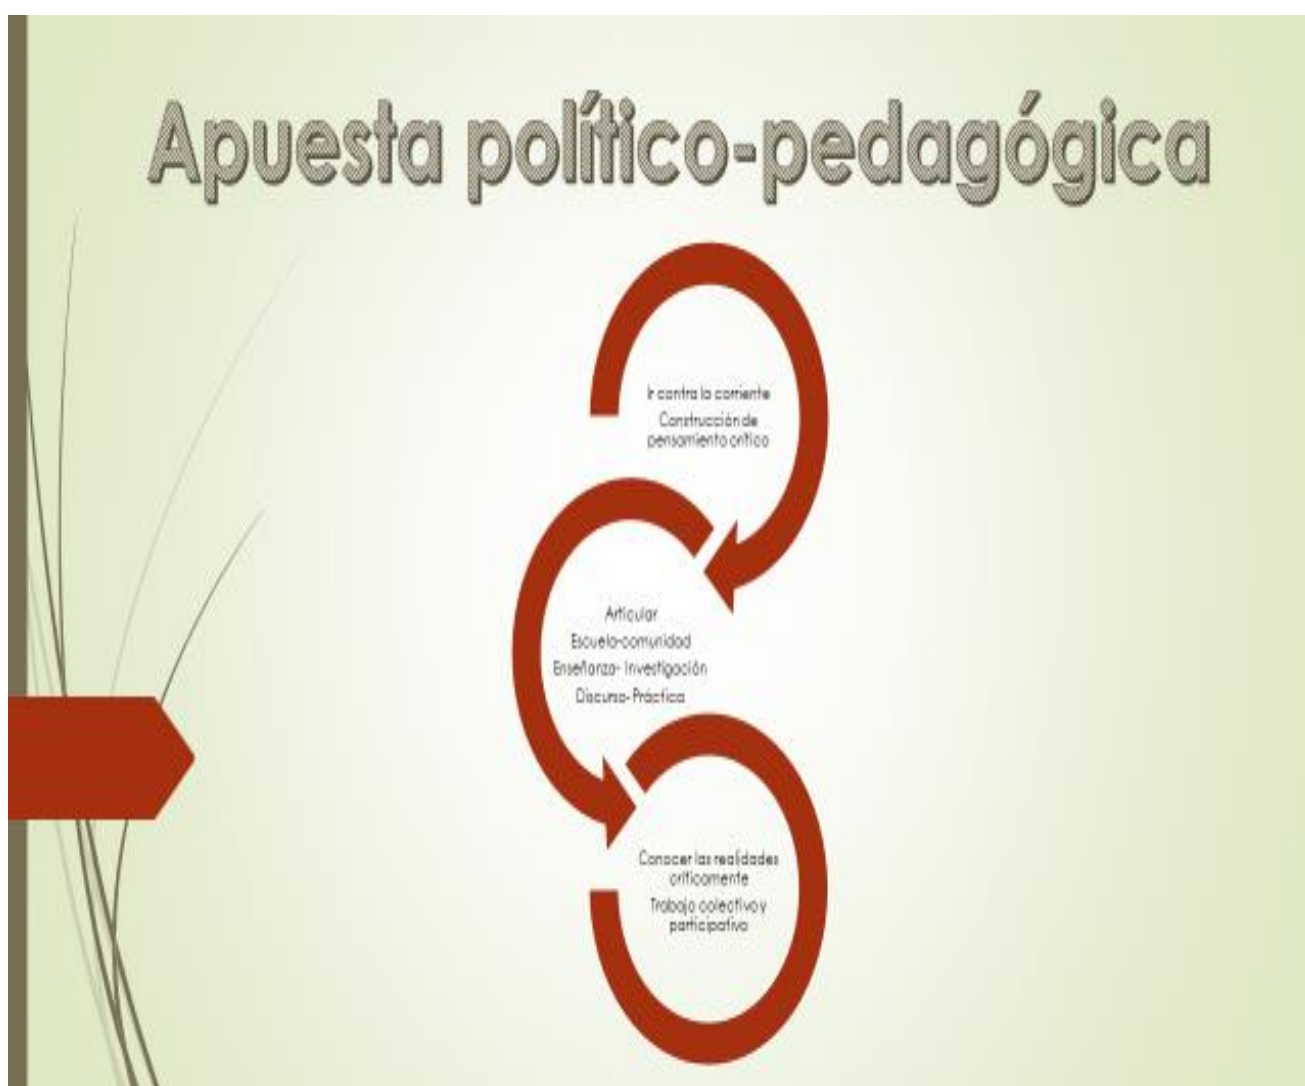 Apuesta político-pedagógica
Ir contra la corriente
Construcción de
pensamiento crítico
Articular
Escuela-comunidad
Enseñanza- Investigación
Discurso- Práctica
Conocer las realidades
críticamente
Trabajo colectivo y
participativo